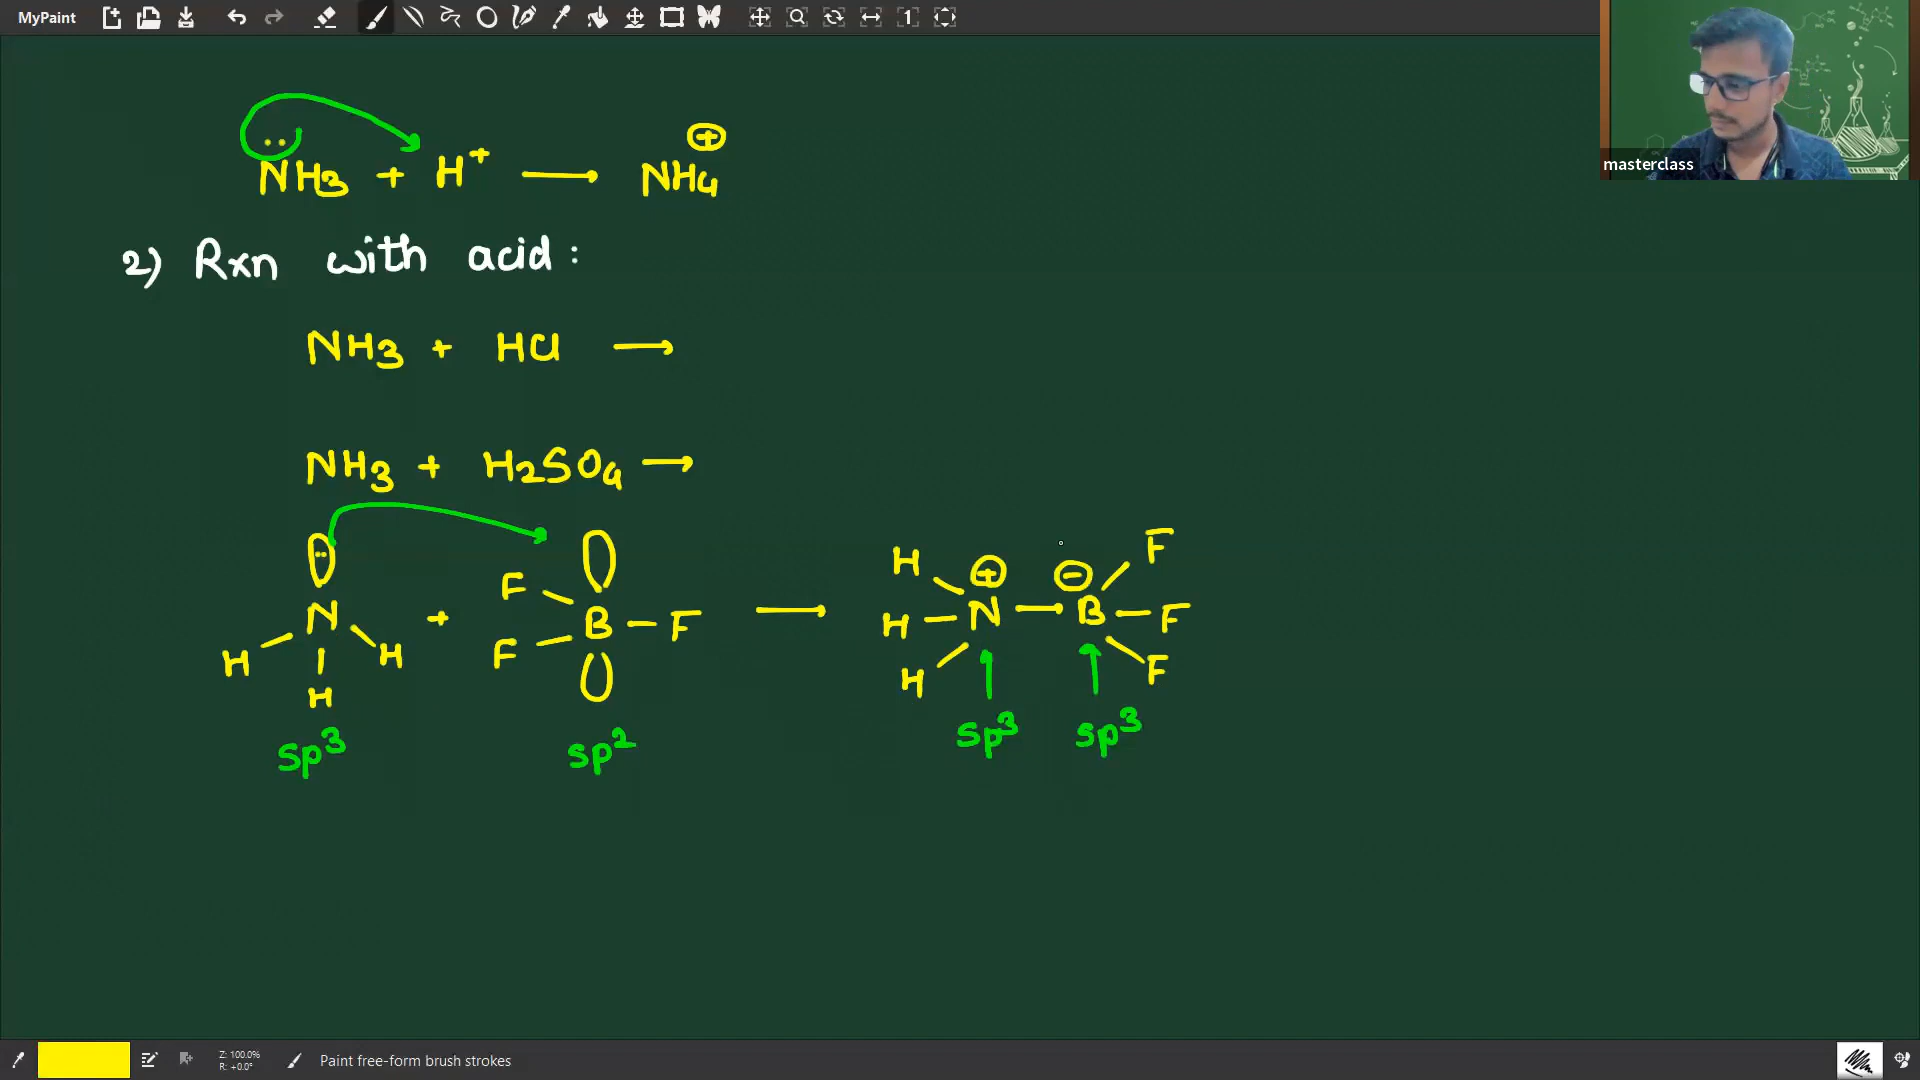 MyPaint
masterclass
NH3 + H+ ⟶ NH4 ⊕
2) Rxn with acid :
NH3 + HCl ⟶
NH3 + H2SO4 ⟶
N H H H + B F F F ⟶ H H H N ⊕ — ⊖ B F F F
sp3 sp2 sp3 sp3
Z: 100.0%
R: +0.0°
Paint free-form brush strokes